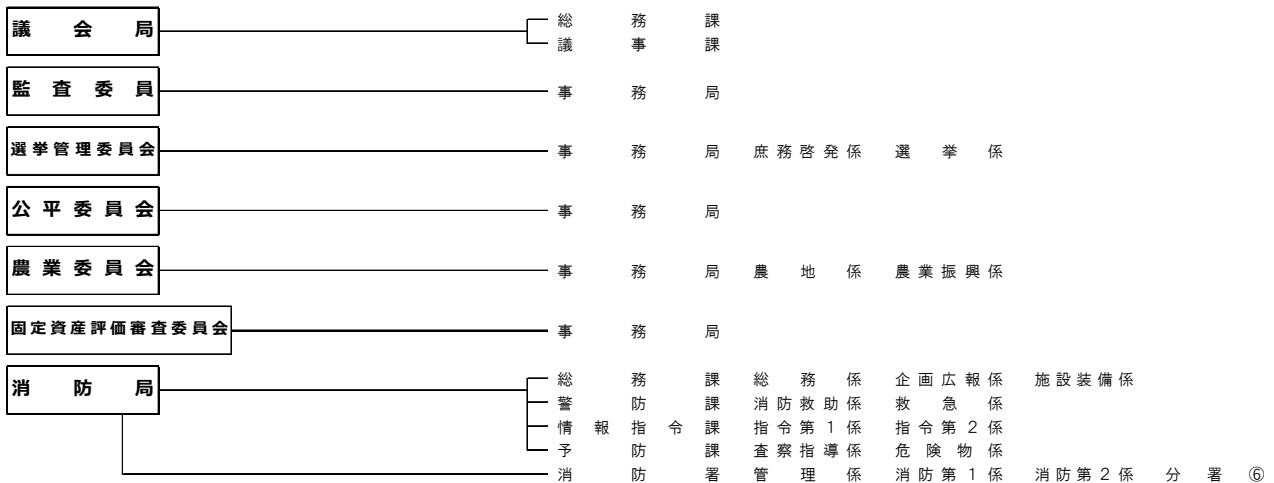 議会局 総務課
議事課
監査委員 事務局
選挙管理委員会 事務局 庶務啓発係 選挙係
公平委員会 事務局
農業委員会 事務局 農地係 農業振興係
固定資産評価審査委員会 事務局
消防局 総務課 総務係 企画広報係 施設装備係
警防課 消防救助係 救急係
情報指令課 指令第1係 指令第2係
予防課 査察指導係 危険物係
消防署 管理係 消防第1係 消防第2係 分署 ⑥